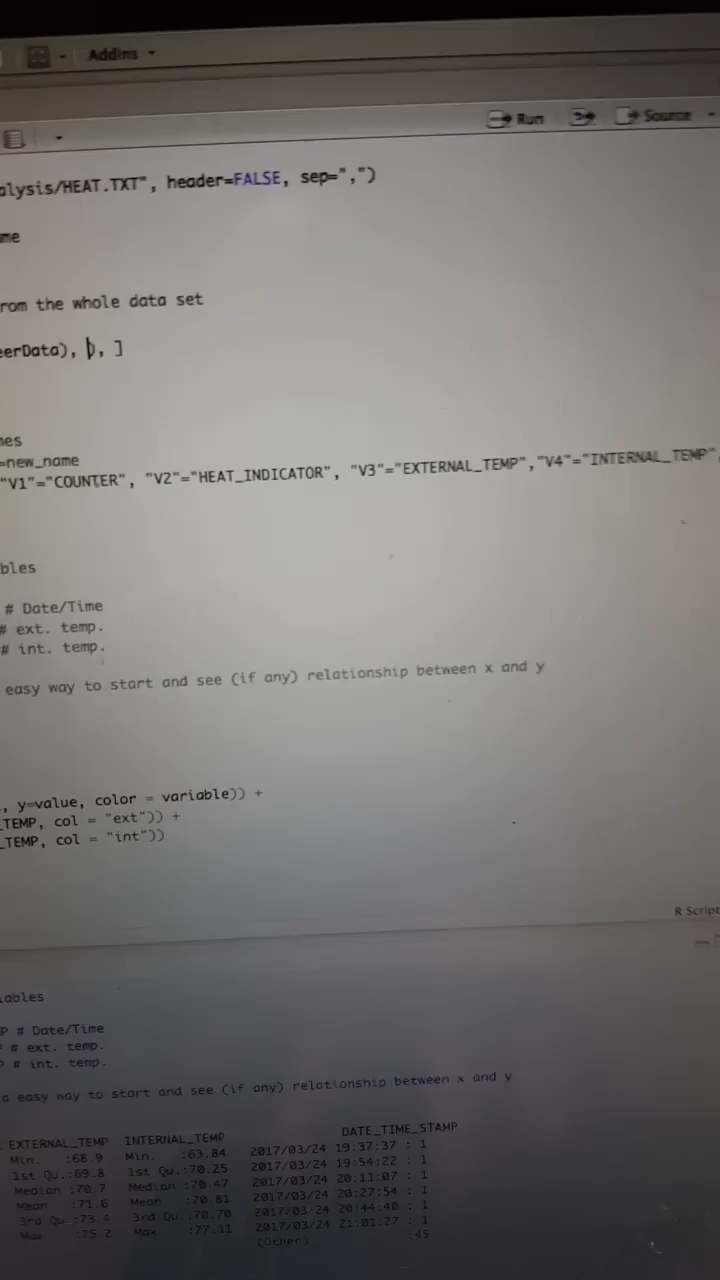 Addins
Run
Source
alysis/HEAT.TXT", header=FALSE, sep=",")
me
rom the whole data set
eerData), ), ]
mes
=new_name
"V1"="COUNTER", "V2"="HEAT_INDICATOR", "V3"="EXTERNAL_TEMP","V4"="INTERNAL_TEMP",
bles
# Date/Time
# ext. temp.
# int. temp.
easy way to start and see (if any) relationship between x and y
, y=value, color = variable)) +
_TEMP, col = "ext")) +
_TEMP, col = "int"))
R Script
iables
P # Date/Time
P # ext. temp.
P # int. temp.
a easy way to start and see (if any) relationship between x and y
EXTERNAL_TEMP INTERNAL_TEMP DATE_TIME_STAMP
Min. :68.9 Min. :63.84 2017/03/24 19:37:37 : 1
1st Qu.:69.8 1st Qu.:70.25 2017/03/24 19:54:22 : 1
Median :70.7 Median :70.47 2017/03/24 20:11:07 : 1
Mean :71.6 Mean :70.81 2017/03/24 20:27:54 : 1
3rd Qu.:73.4 3rd Qu.:70.70 2017/03/24 20:44:40 : 1
Max. :75.2 Max. :77.11 2017/03/24 21:01:27 : 1
(Other) :45